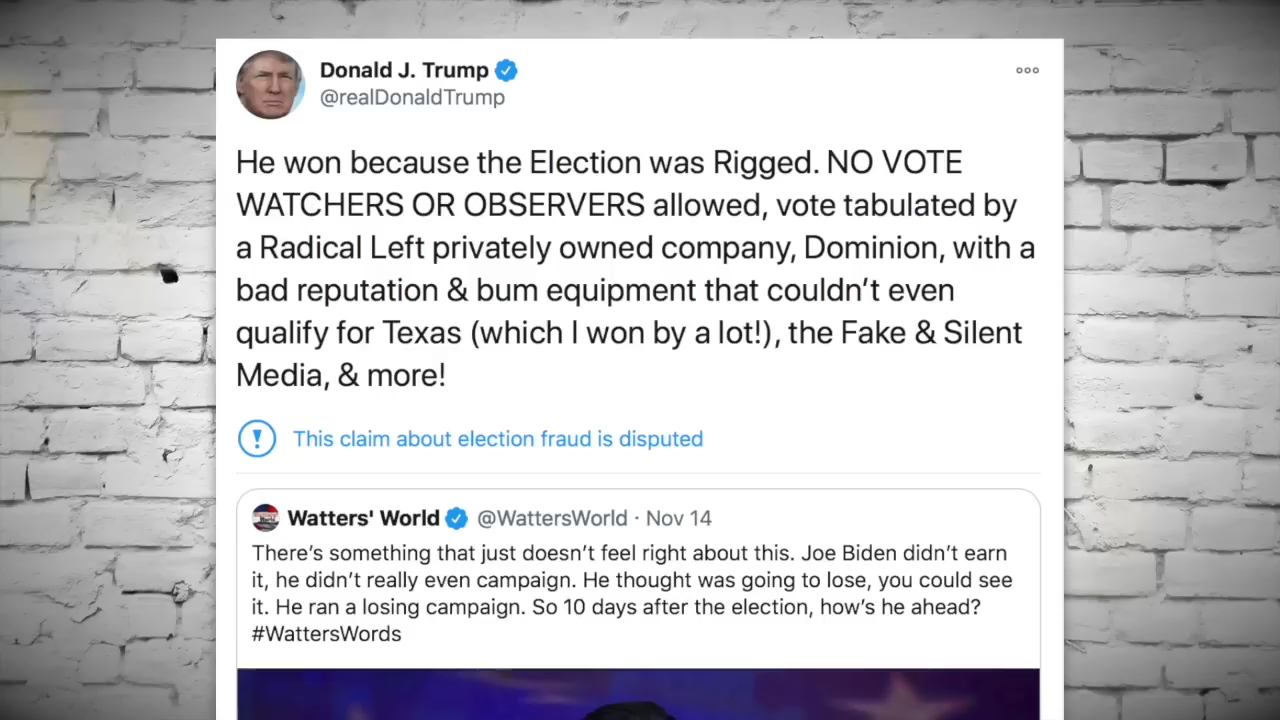 Donald J. Trump
@realDonaldTrump
He won because the Election was Rigged. NO VOTE
WATCHERS OR OBSERVERS allowed, vote tabulated by
a Radical Left privately owned company, Dominion, with a
bad reputation & bum equipment that couldn't even
qualify for Texas (which I won by a lot!), the Fake & Silent
Media, & more!
This claim about election fraud is disputed
Watters' World @WattersWorld · Nov 14
There's something that just doesn't feel right about this. Joe Biden didn't earn
it, he didn't really even campaign. He thought was going to lose, you could see
it. He ran a losing campaign. So 10 days after the election, how's he ahead?
#WattersWords